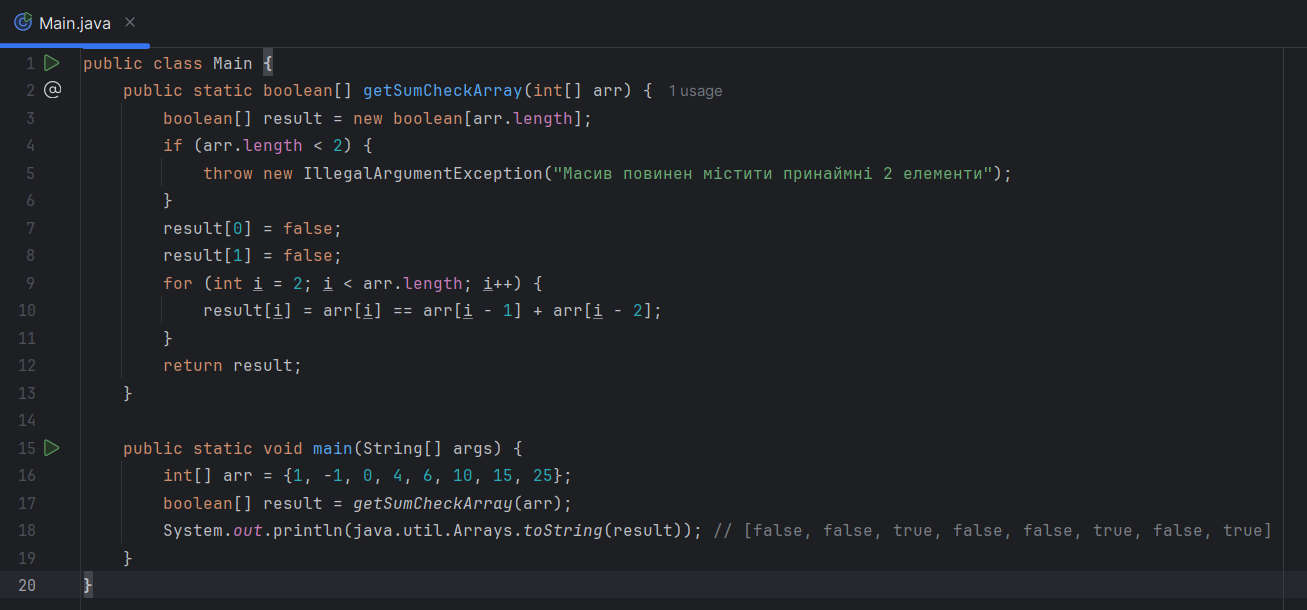 Main.java
1 public class Main {
2 @ public static boolean[] getSumCheckArray(int[] arr) { 1 usage
3 boolean[] result = new boolean[arr.length];
4 if (arr.length < 2) {
5 throw new IllegalArgumentException("Масив повинен містити принаймні 2 елементи");
6 }
7 result[0] = false;
8 result[1] = false;
9 for (int i = 2; i < arr.length; i++) {
10 result[i] = arr[i] == arr[i - 1] + arr[i - 2];
11 }
12 return result;
13 }
14
15 public static void main(String[] args) {
16 int[] arr = {1, -1, 0, 4, 6, 10, 15, 25};
17 boolean[] result = getSumCheckArray(arr);
18 System.out.println(java.util.Arrays.toString(result)); // [false, false, true, false, false, true, false, true]
19 }
20 }